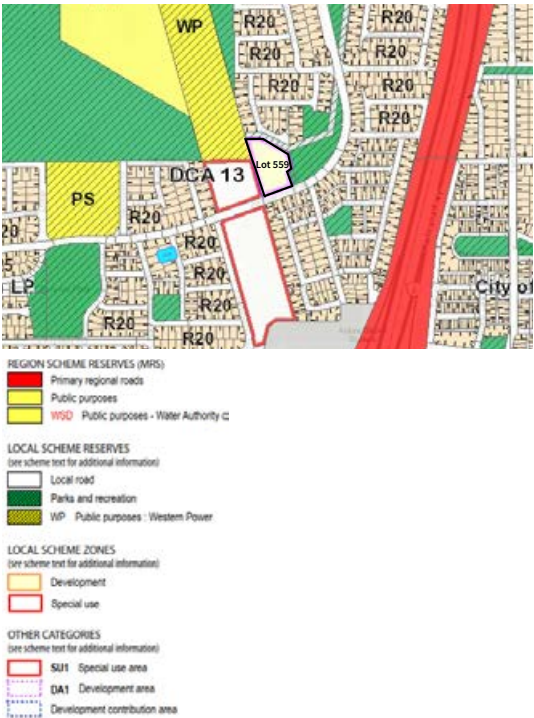 WP
R20
R20
R20
R20
R20
R20
R20
Lot 559
DCA 13
PS
R20
20
R20
5
R20
LP
City of
R20
R20
R20
REGION SCHEME RESERVES (MRS)
Primary regional roads
Public purposes
WSD Public purposes - Water Authority
LOCAL SCHEME RESERVES
(see scheme text for additional information)
Local road
Parks and recreation
WP Public purposes : Western Power
LOCAL SCHEME ZONES
(see scheme text for additional information)
Development
Special use
OTHER CATEGORIES
(see scheme text for additional information)
SU1 Special use area
DA1 Development area
Development contribution area